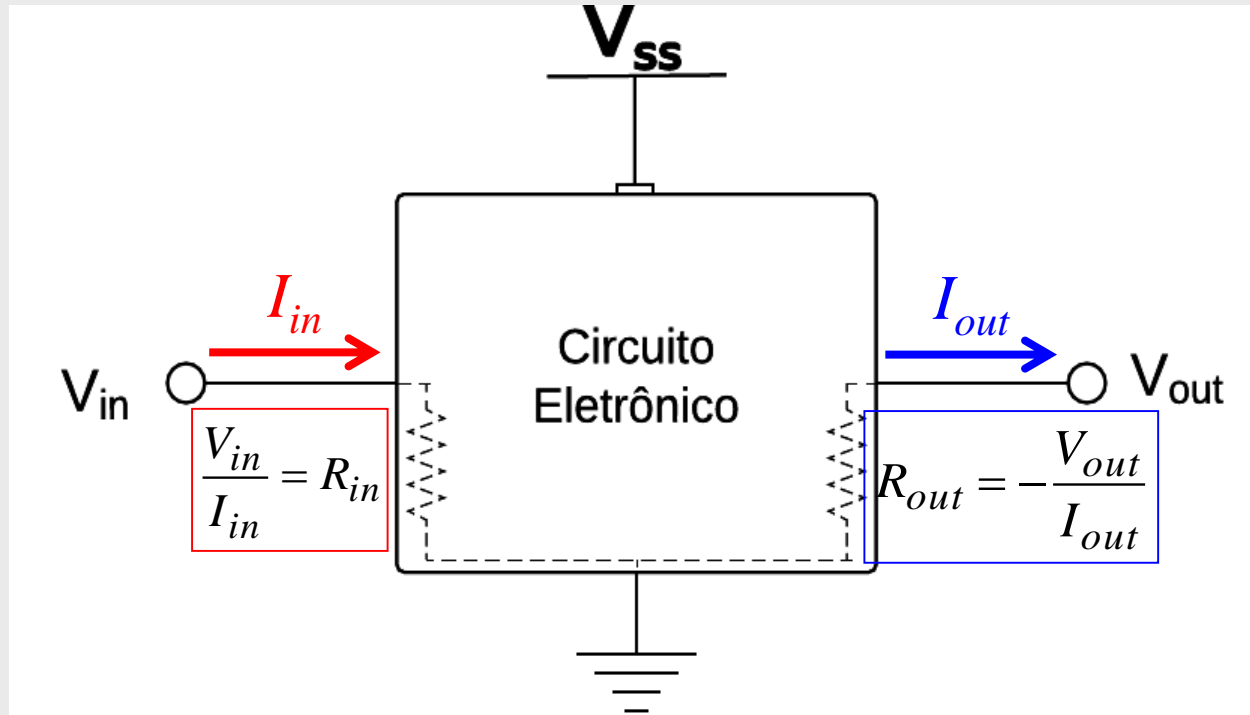 Vss
Iin
Iout
Circuito
Eletrônico
Vin
Vout
Vin/Iin = Rin
Rout = −Vout/Iout